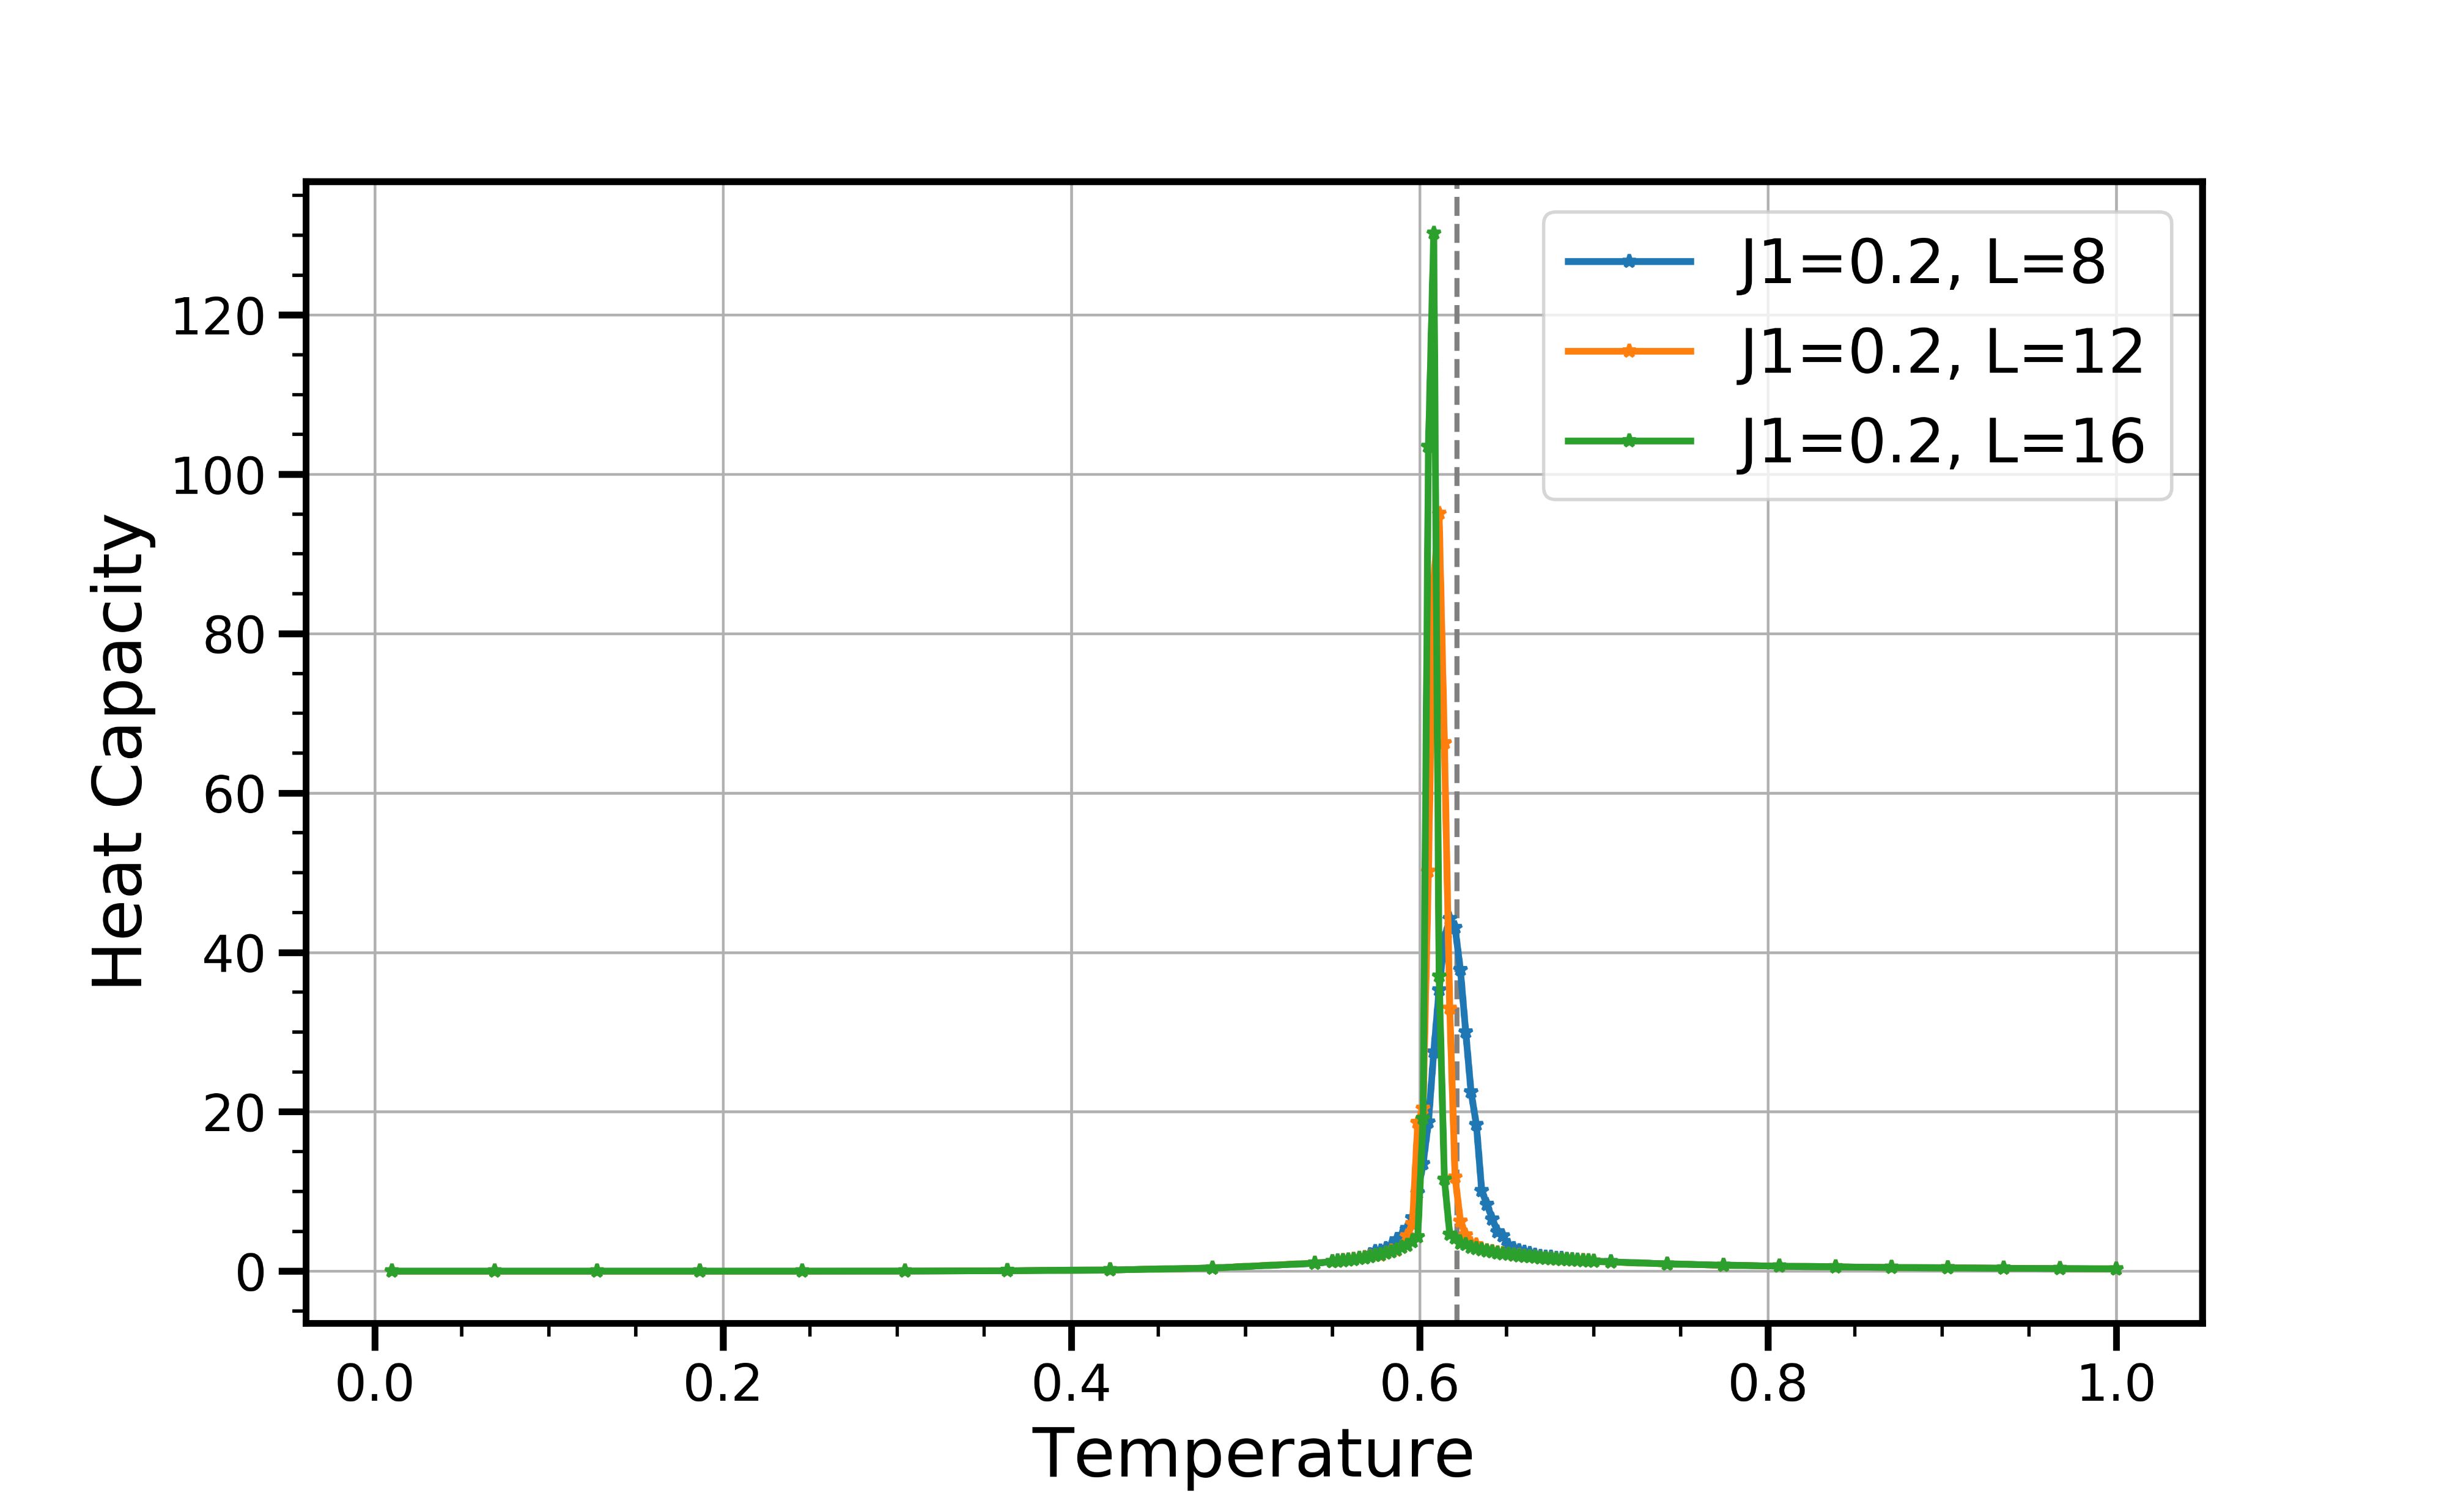 J1=0.2, L=8
J1=0.2, L=12
J1=0.2, L=16
120
100
80
60
40
20
0
Heat Capacity
0.0 0.2 0.4 0.6 0.8 1.0
Temperature